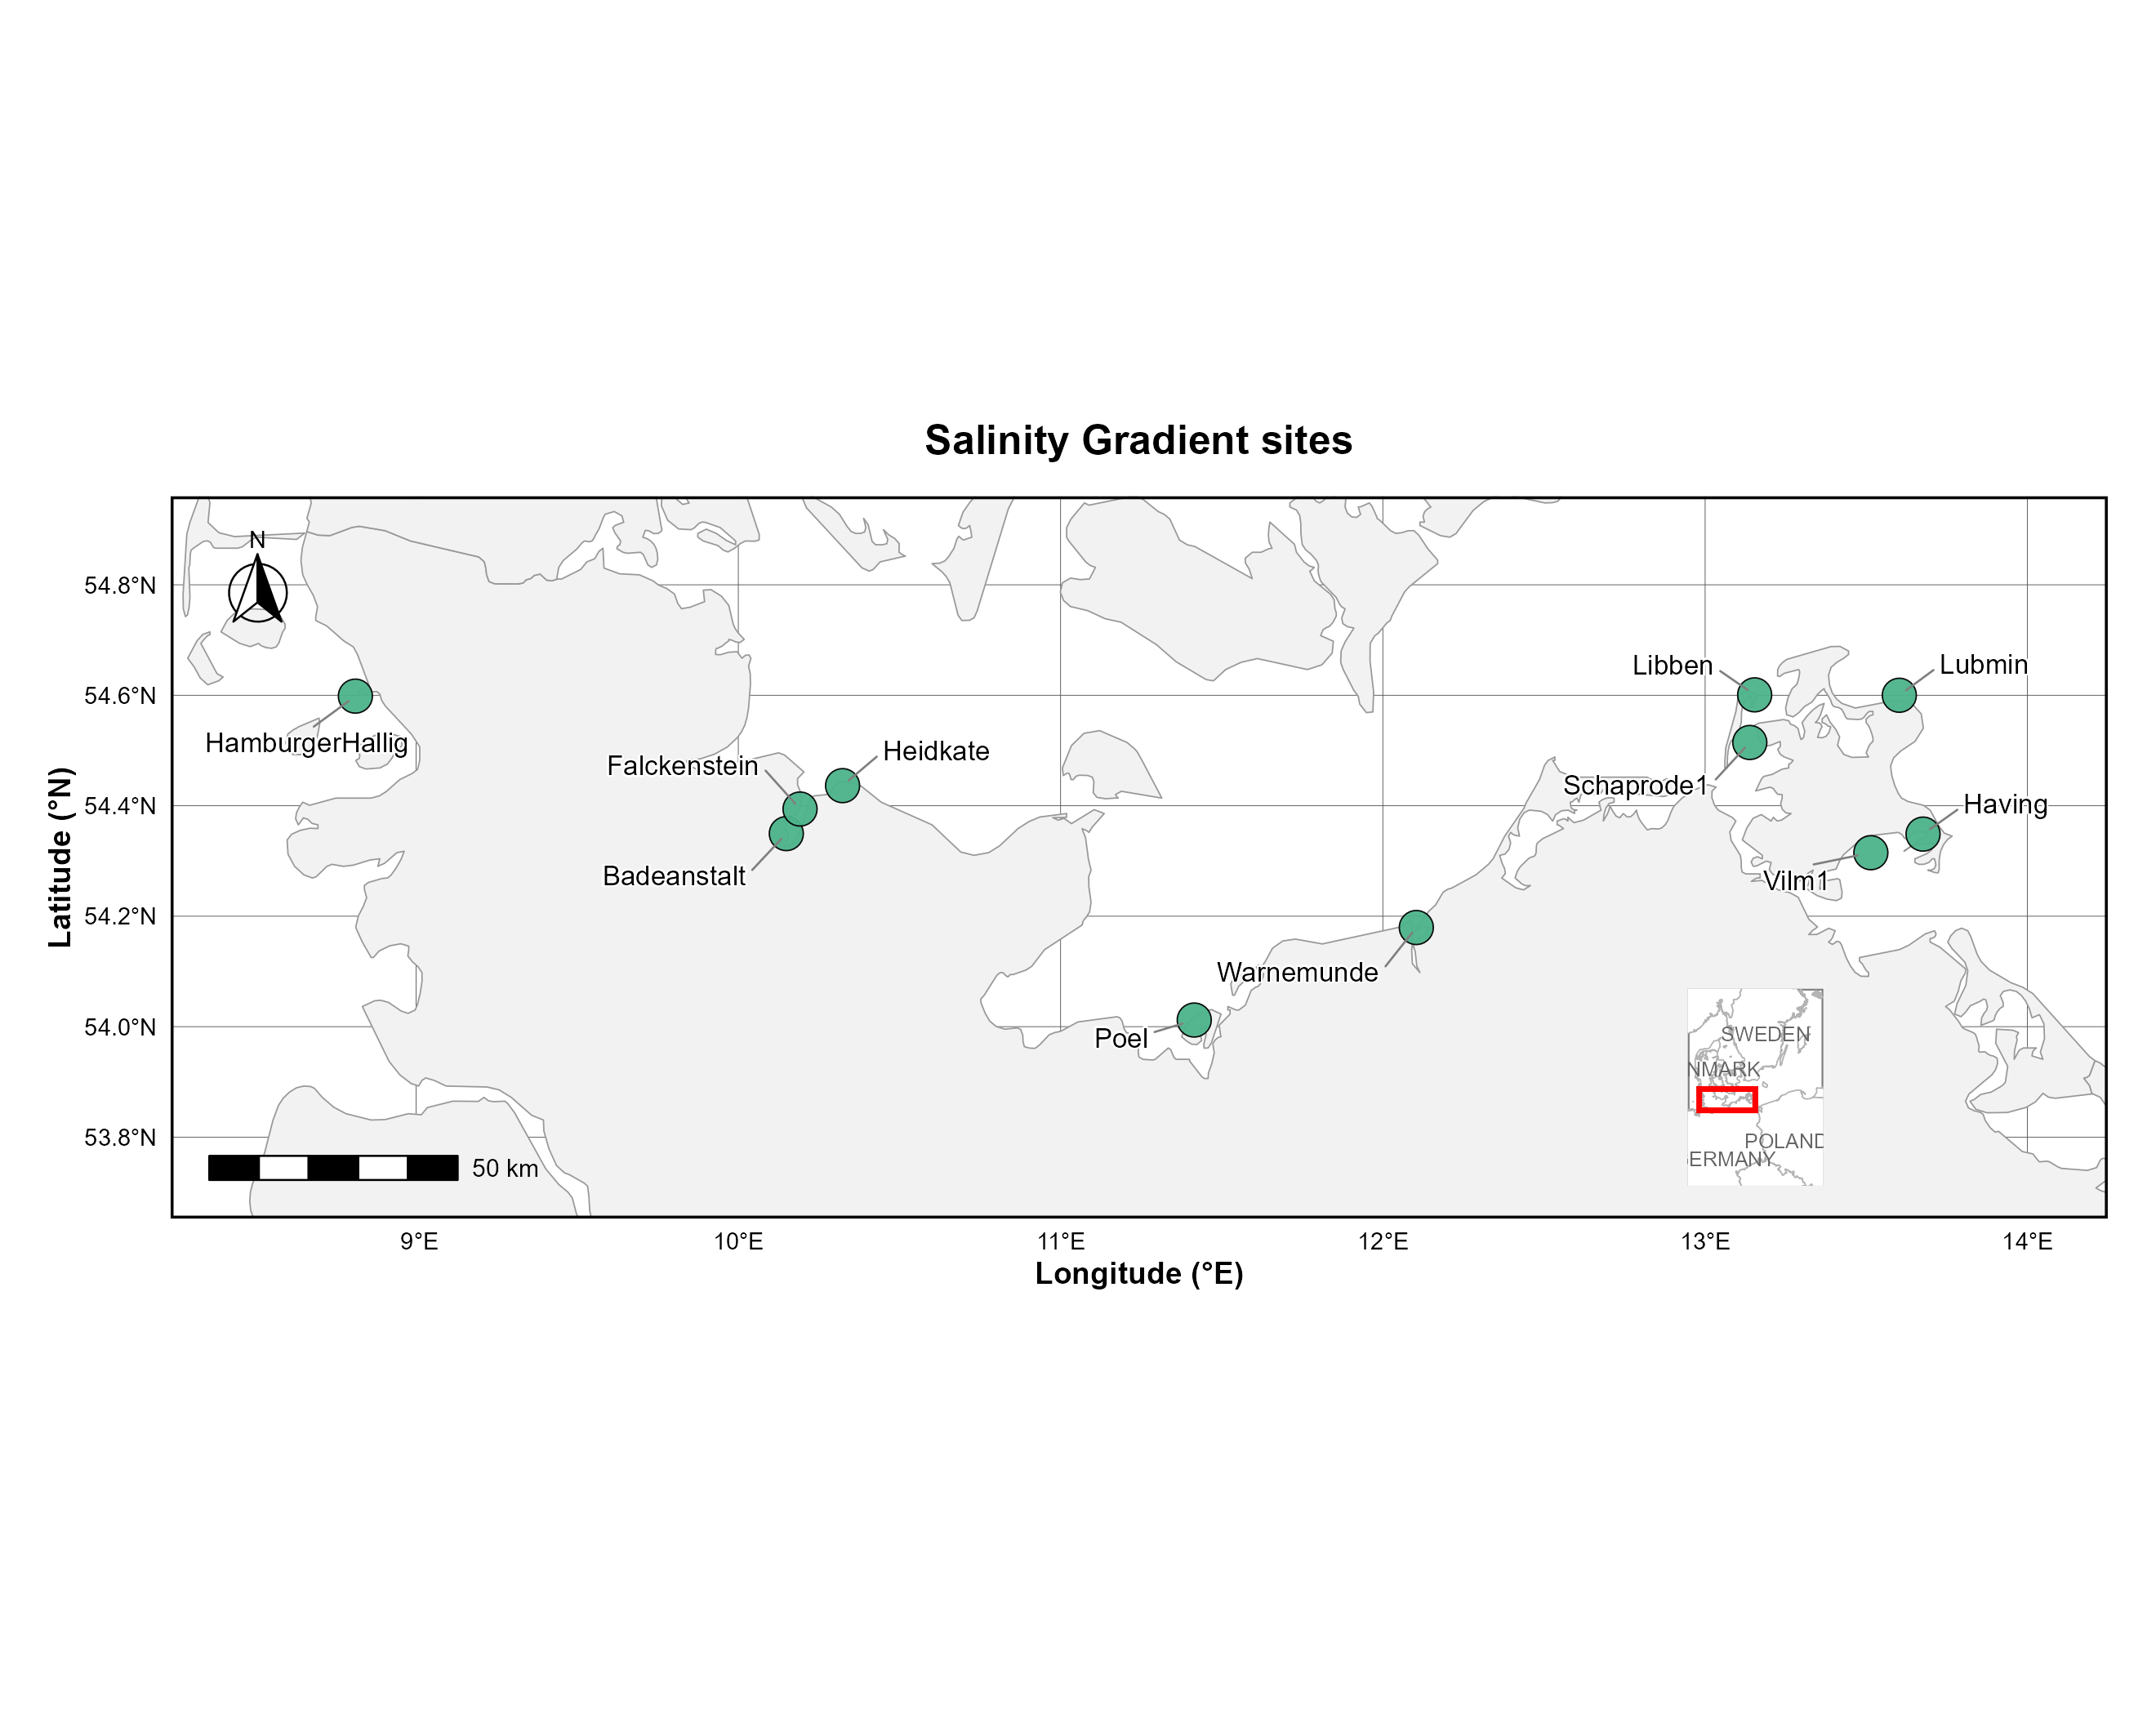 Salinity Gradient sites
N
54.8°N
54.6°N
54.4°N
54.2°N
54.0°N
53.8°N
Latitude (°N)
Libben
Lubmin
HamburgerHallig
Falckenstein
Heidkate
Schaprode1
Having
Badeanstalt
Vilm1
Warnemunde
Poel
SWEDEN
NMARK
POLAND
ERMANY
50 km
9°E
10°E
11°E
12°E
13°E
14°E
Longitude (°E)